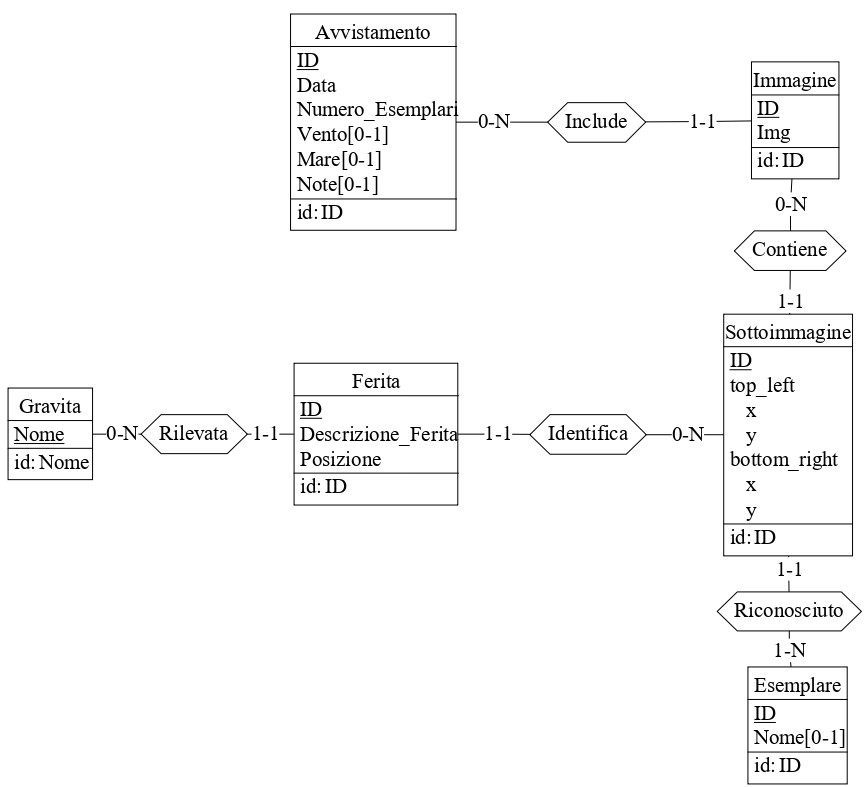 Avvistamento
ID
Data
Numero_Esemplari
Vento[0-1]
Mare[0-1]
Note[0-1]
id: ID
0-N
Include
1-1
Immagine
ID
Img
id: ID
0-N
Contiene
1-1
Gravita
Nome
id: Nome
0-N
Rilevata
1-1
Ferita
ID
Descrizione_Ferita
Posizione
id: ID
1-1
Identifica
0-N
Sottoimmagine
ID
top_left
x
y
bottom_right
x
y
id: ID
1-1
Riconosciuto
1-N
Esemplare
ID
Nome[0-1]
id: ID